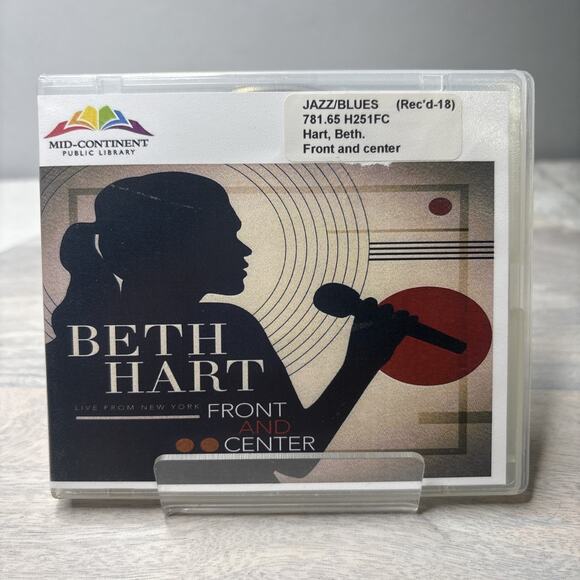 MID-CONTINENT
PUBLIC LIBRARY
JAZZ/BLUES (Rec'd-18)
781.65 H251FC
Hart, Beth.
Front and center
BETH
HART
LIVE FROM NEW YORK
FRONT
AND
CENTER